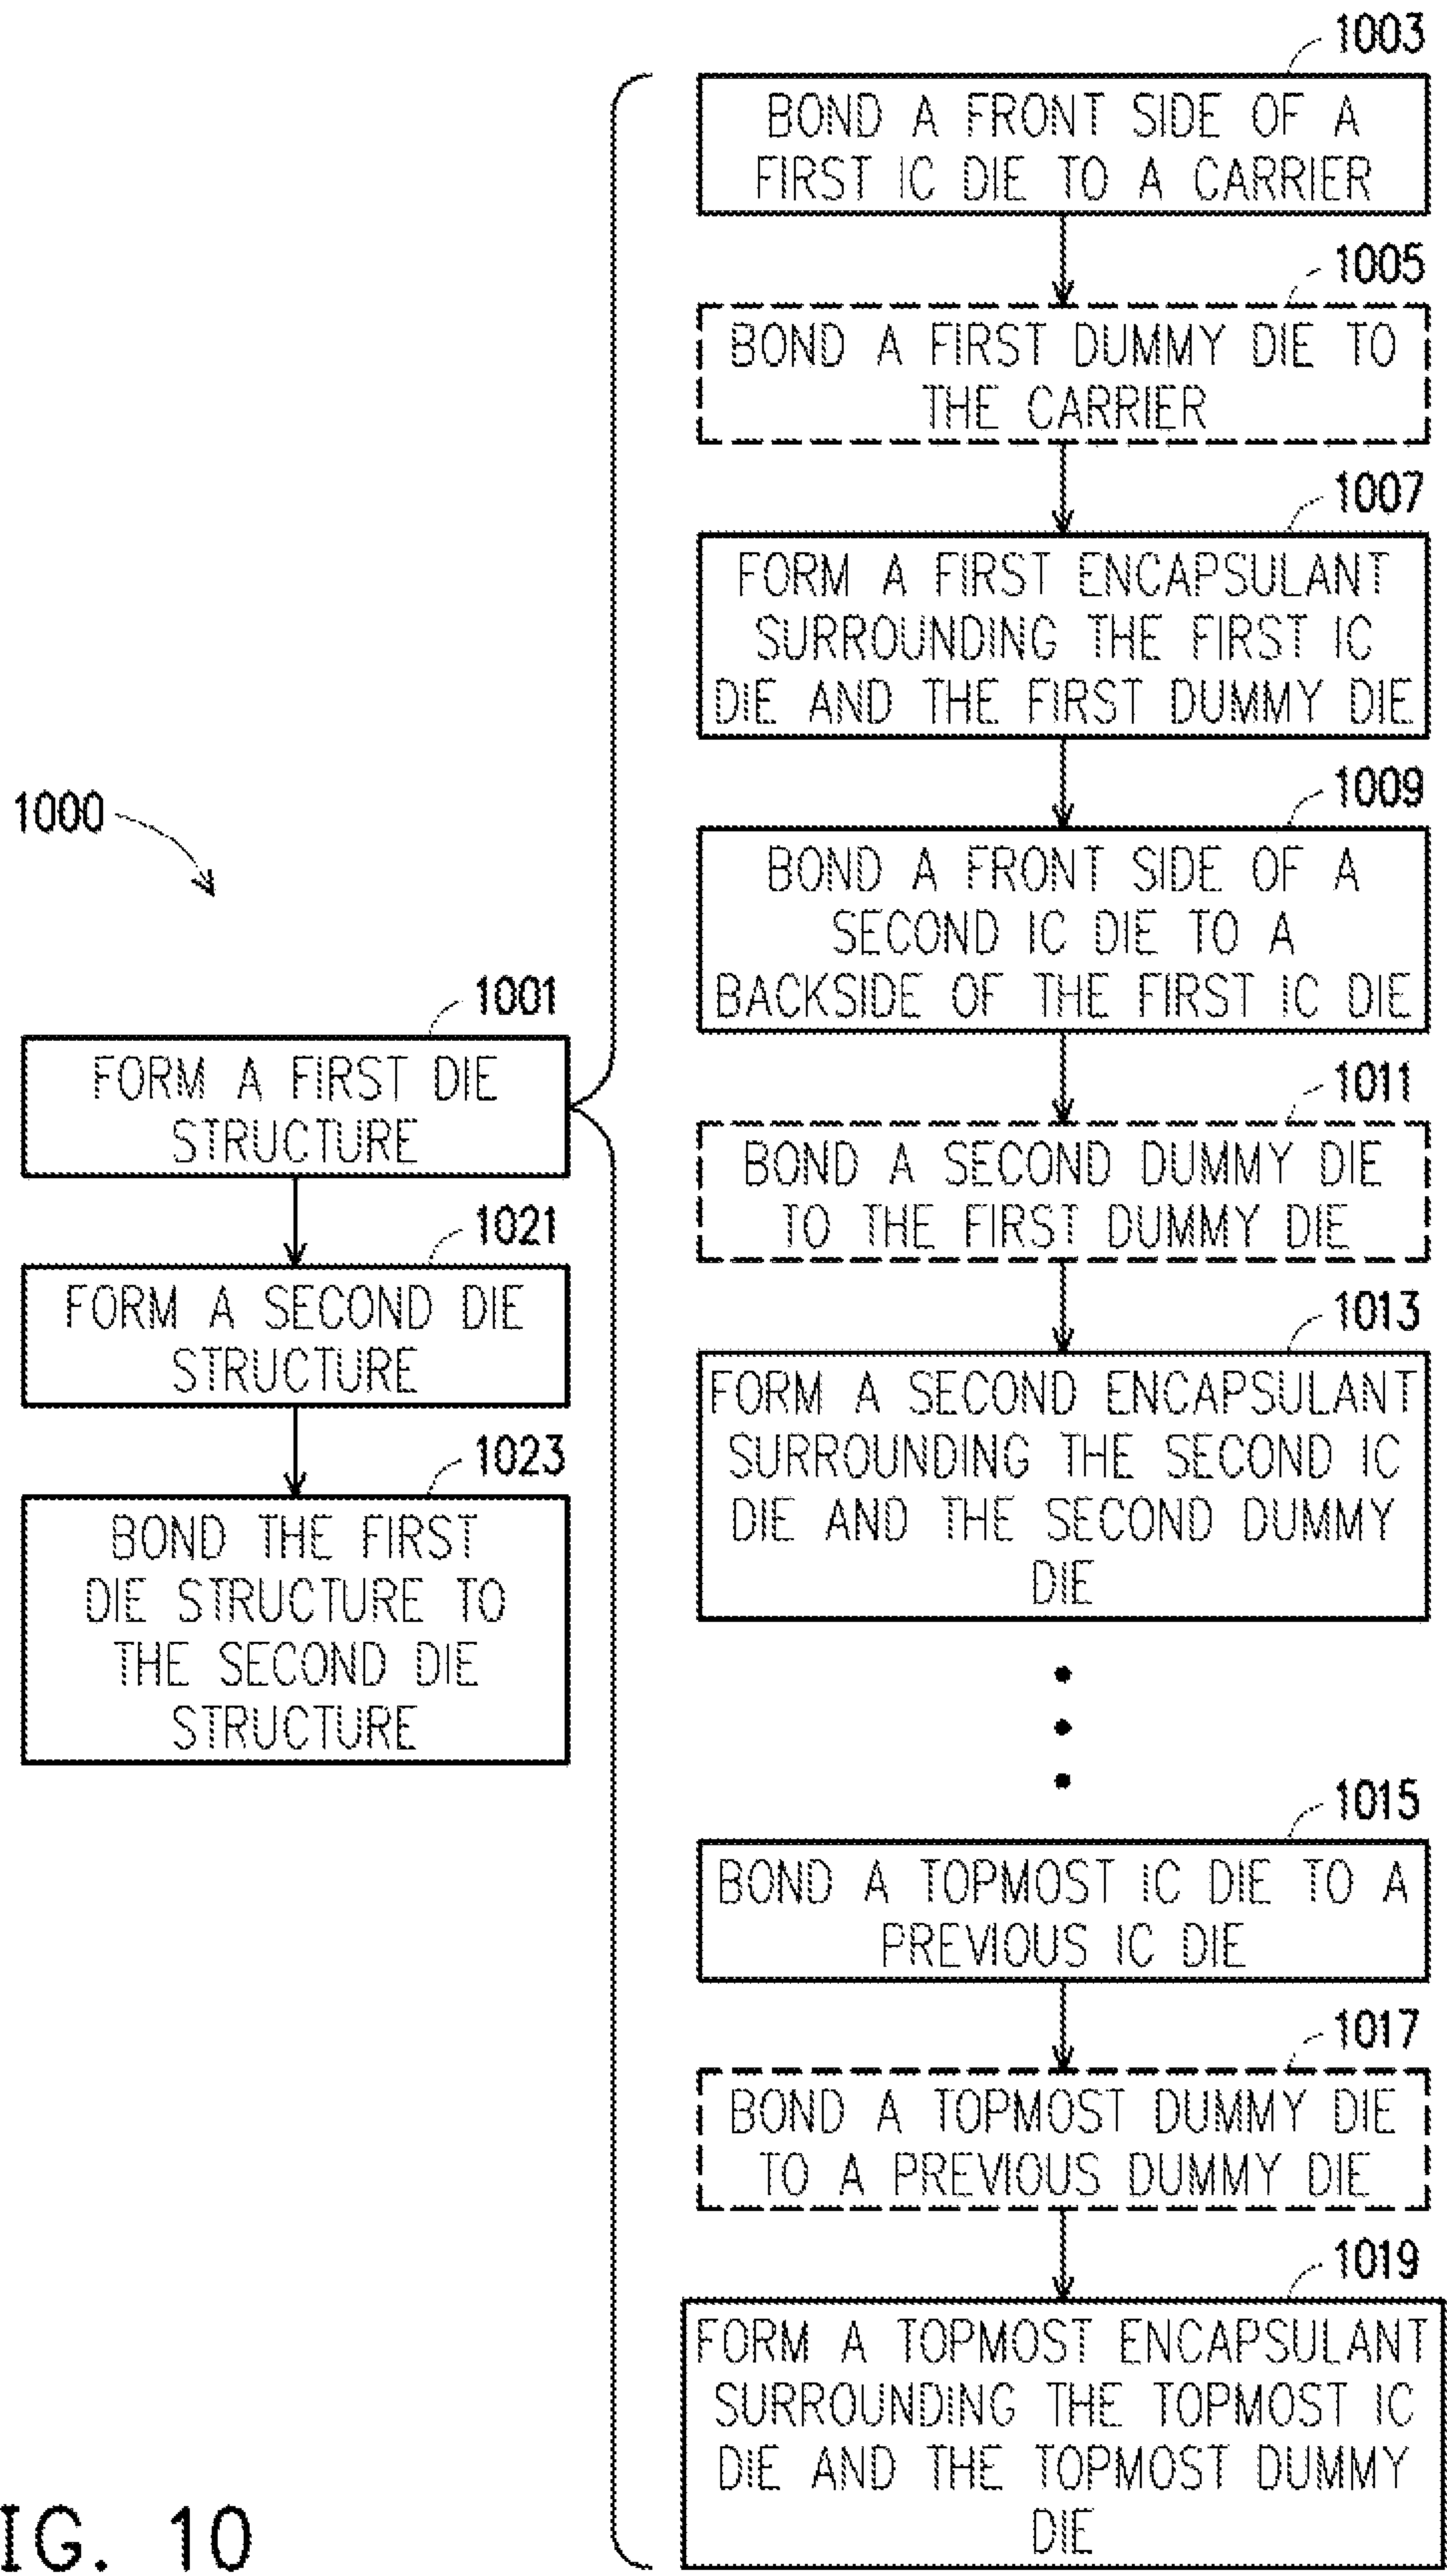 1000
1001
FORM A FIRST DIE
STRUCTURE
1021
FORM A SECOND DIE
STRUCTURE
1023
BOND THE FIRST
DIE STRUCTURE TO
THE SECOND DIE
STRUCTURE
1003
BOND A FRONT SIDE OF A
FIRST IC DIE TO A CARRIER
1005
BOND A FIRST DUMMY DIE TO
THE CARRIER
1007
FORM A FIRST ENCAPSULANT
SURROUNDING THE FIRST IC
DIE AND THE FIRST DUMMY DIE
1009
BOND A FRONT SIDE OF A
SECOND IC DIE TO A
BACKSIDE OF THE FIRST IC DIE
1011
BOND A SECOND DUMMY DIE
TO THE FIRST DUMMY DIE
1013
FORM A SECOND ENCAPSULANT
SURROUNDING THE SECOND IC
DIE AND THE SECOND DUMMY
DIE
1015
BOND A TOPMOST IC DIE TO A
PREVIOUS IC DIE
1017
BOND A TOPMOST DUMMY DIE
TO A PREVIOUS DUMMY DIE
1019
FORM A TOPMOST ENCAPSULANT
SURROUNDING THE TOPMOST IC
DIE AND THE TOPMOST DUMMY
DIE
IG. 10